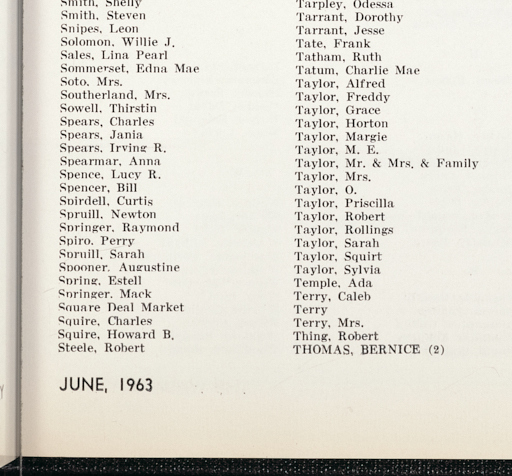 Smith, Shelly
Smith, Steven
Snipes, Leon
Solomon, Willie J.
Sales, Lina Pearl
Sommerset, Edna Mae
Soto, Mrs.
Southerland, Mrs.
Sowell, Thirstin
Spears, Charles
Spears, Jania
Spears, Irving R.
Spearmar, Anna
Spence, Lucy R.
Spencer, Bill
Spirdell, Curtis
Spruill, Newton
Springer, Raymond
Spiro, Perry
Spruill, Sarah
Spooner, Augustine
Spring, Estell
Springer, Mack
Square Deal Market
Squire, Charles
Squire, Howard B.
Steele, Robert
Tarpley, Odessa
Tarrant, Dorothy
Tarrant, Jesse
Tate, Frank
Tatham, Ruth
Tatum, Charlie Mae
Taylor, Alfred
Taylor, Freddy
Taylor, Grace
Taylor, Horton
Taylor, Margie
Taylor, M. E.
Taylor, Mr. & Mrs. & Family
Taylor, Mrs.
Taylor, O.
Taylor, Priscilla
Taylor, Robert
Taylor, Rollings
Taylor, Sarah
Taylor, Squirt
Taylor, Sylvia
Temple, Ada
Terry, Caleb
Terry
Terry, Mrs.
Thing, Robert
THOMAS, BERNICE (2)
JUNE, 1963